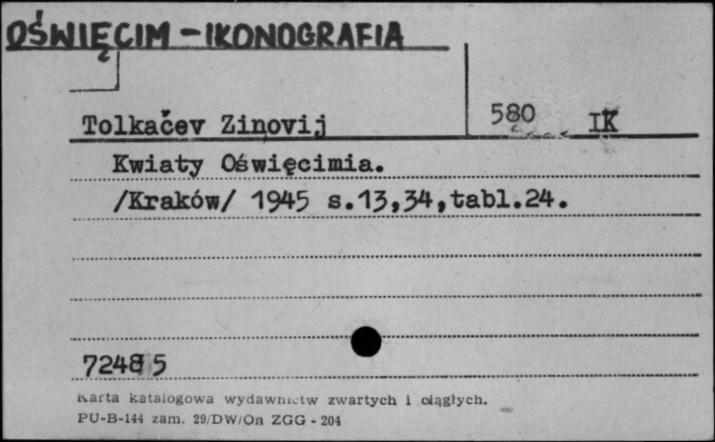 OŚWIĘCIM - IKONOGRAFIA
580 IK
Tolkačev Zinovij
Kwiaty Oświęcimia.
/Kraków/ 1945 s.13,34,tabl.24.
72485
Karta katalogowa wydawnictw zwartych i ciągłych.
PU-B-144 zam. 29/DW/On ZGG - 204